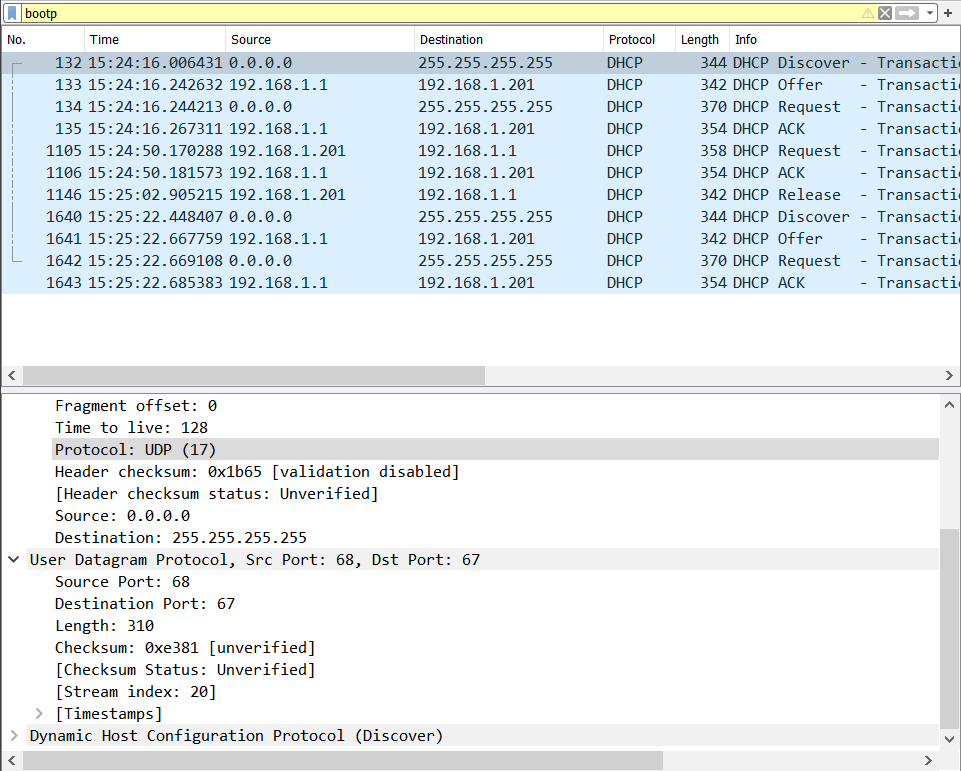 bootp
No. Time Source Destination Protocol Length Info
132 15:24:16.006431 0.0.0.0 255.255.255.255 DHCP 344 DHCP Discover - Transacti
133 15:24:16.242632 192.168.1.1 192.168.1.201 DHCP 342 DHCP Offer - Transacti
134 15:24:16.244213 0.0.0.0 255.255.255.255 DHCP 370 DHCP Request - Transacti
135 15:24:16.267311 192.168.1.1 192.168.1.201 DHCP 354 DHCP ACK - Transacti
1105 15:24:50.170288 192.168.1.201 192.168.1.1 DHCP 358 DHCP Request - Transacti
1106 15:24:50.181573 192.168.1.1 192.168.1.201 DHCP 354 DHCP ACK - Transacti
1146 15:25:02.905215 192.168.1.201 192.168.1.1 DHCP 342 DHCP Release - Transacti
1640 15:25:22.448407 0.0.0.0 255.255.255.255 DHCP 344 DHCP Discover - Transacti
1641 15:25:22.667759 192.168.1.1 192.168.1.201 DHCP 342 DHCP Offer - Transacti
1642 15:25:22.669108 0.0.0.0 255.255.255.255 DHCP 370 DHCP Request - Transacti
1643 15:25:22.685383 192.168.1.1 192.168.1.201 DHCP 354 DHCP ACK - Transacti
Fragment offset: 0
Time to live: 128
Protocol: UDP (17)
Header checksum: 0x1b65 [validation disabled]
[Header checksum status: Unverified]
Source: 0.0.0.0
Destination: 255.255.255.255
User Datagram Protocol, Src Port: 68, Dst Port: 67
Source Port: 68
Destination Port: 67
Length: 310
Checksum: 0xe381 [unverified]
[Checksum Status: Unverified]
[Stream index: 20]
[Timestamps]
Dynamic Host Configuration Protocol (Discover)